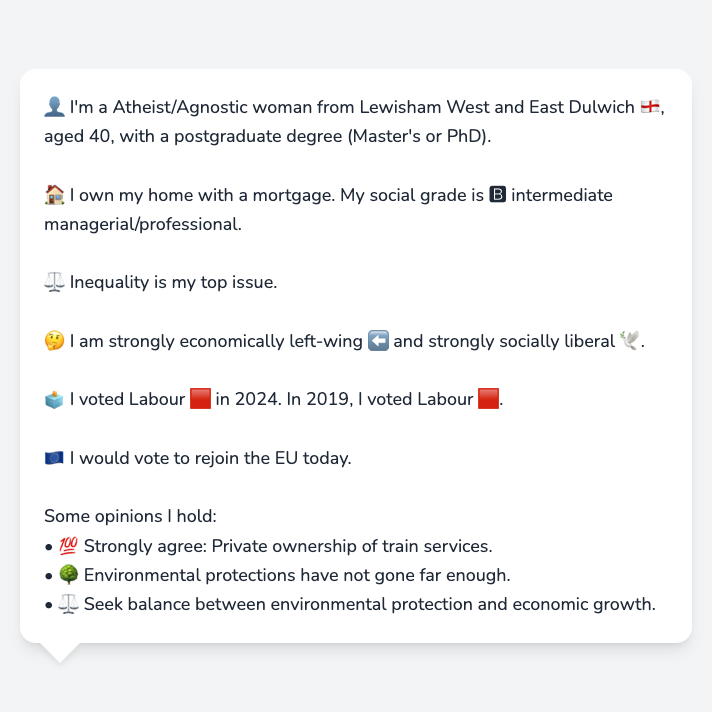 👤 I'm a Atheist/Agnostic woman from Lewisham West and East Dulwich 🏴󠁧󠁢󠁥󠁮󠁧󠁿,
aged 40, with a postgraduate degree (Master's or PhD).
🏠 I own my home with a mortgage. My social grade is 🅱 intermediate
managerial/professional.
⚖️ Inequality is my top issue.
🤔 I am strongly economically left-wing ⬅️ and strongly socially liberal 🕊️.
🗳️ I voted Labour 🟥 in 2024. In 2019, I voted Labour 🟥.
🇪🇺 I would vote to rejoin the EU today.
Some opinions I hold:
• 💯 Strongly agree: Private ownership of train services.
• 🌳 Environmental protections have not gone far enough.
• ⚖️ Seek balance between environmental protection and economic growth.